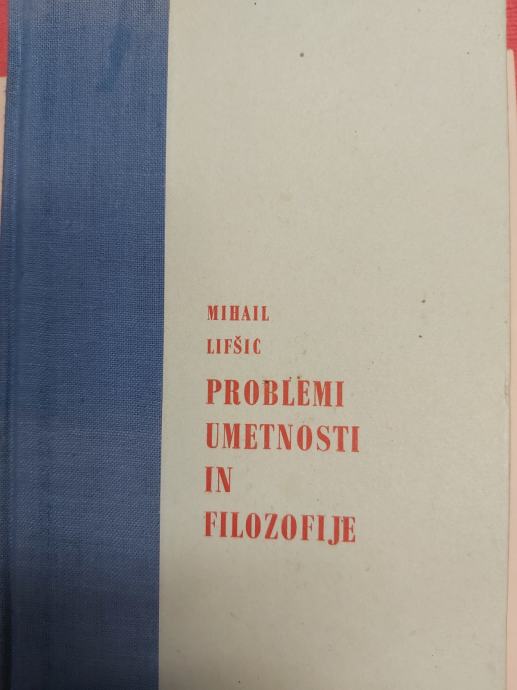 MIHAIL
LIFŠIC
PROBLEMI
UMETNOSTI
IN
FILOZOFIJE